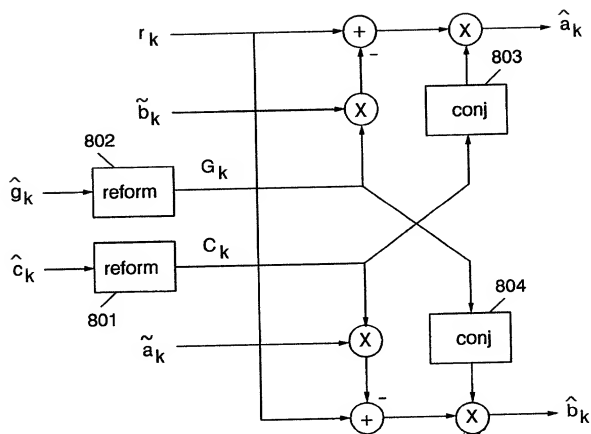 r_k + X â_k
− 803
b̃_k X conj
802
ĝ_k reform G_k
ĉ_k reform C_k
801 804
ã_k X conj
−
+ X b̂_k